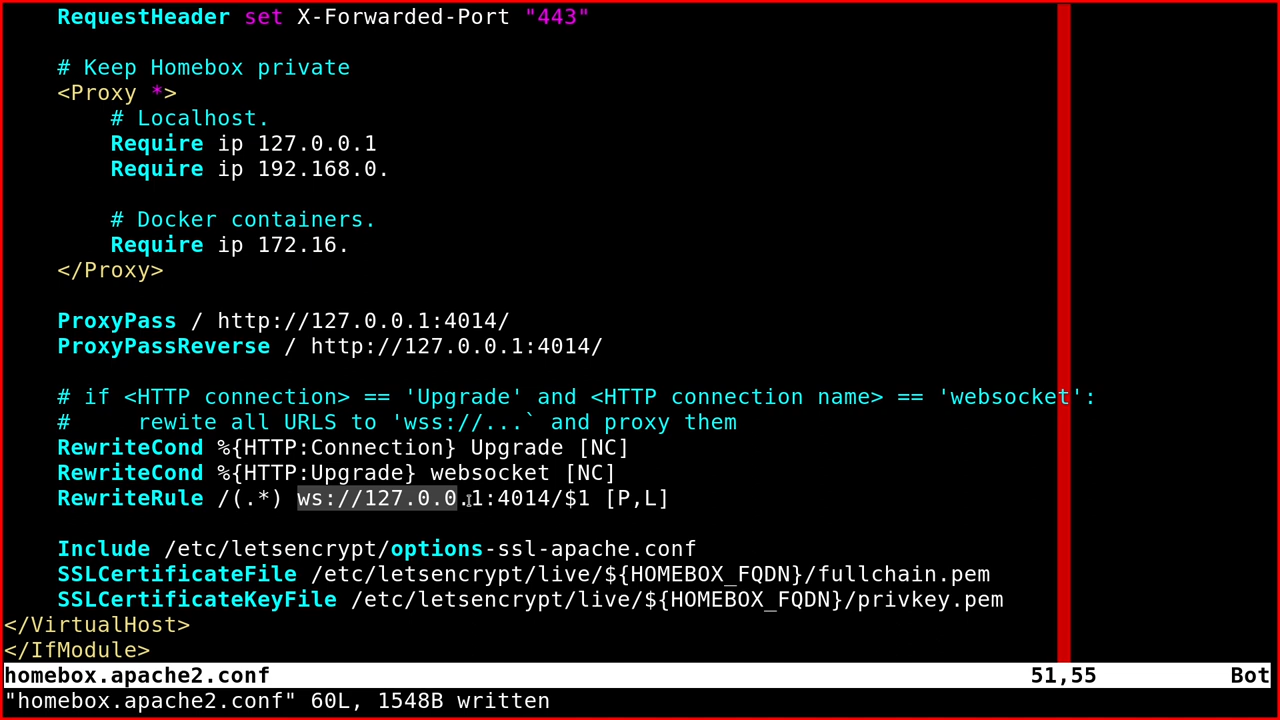 RequestHeader set X-Forwarded-Port "443"

    # Keep Homebox private
    <Proxy *>
        # Localhost.
        Require ip 127.0.0.1
        Require ip 192.168.0.

        # Docker containers.
        Require ip 172.16.
    </Proxy>

    ProxyPass / http://127.0.0.1:4014/
    ProxyPassReverse / http://127.0.0.1:4014/

    # if <HTTP connection> == 'Upgrade' and <HTTP connection name> == 'websocket':
    #     rewite all URLS to 'wss://...` and proxy them
    RewriteCond %{HTTP:Connection} Upgrade [NC]
    RewriteCond %{HTTP:Upgrade} websocket [NC]
    RewriteRule /(.*) ws://127.0.0.1:4014/$1 [P,L]

    Include /etc/letsencrypt/options-ssl-apache.conf
    SSLCertificateFile /etc/letsencrypt/live/${HOMEBOX_FQDN}/fullchain.pem
    SSLCertificateKeyFile /etc/letsencrypt/live/${HOMEBOX_FQDN}/privkey.pem
</VirtualHost>
</IfModule>
homebox.apache2.conf 51,55 Bot
"homebox.apache2.conf" 60L, 1548B written